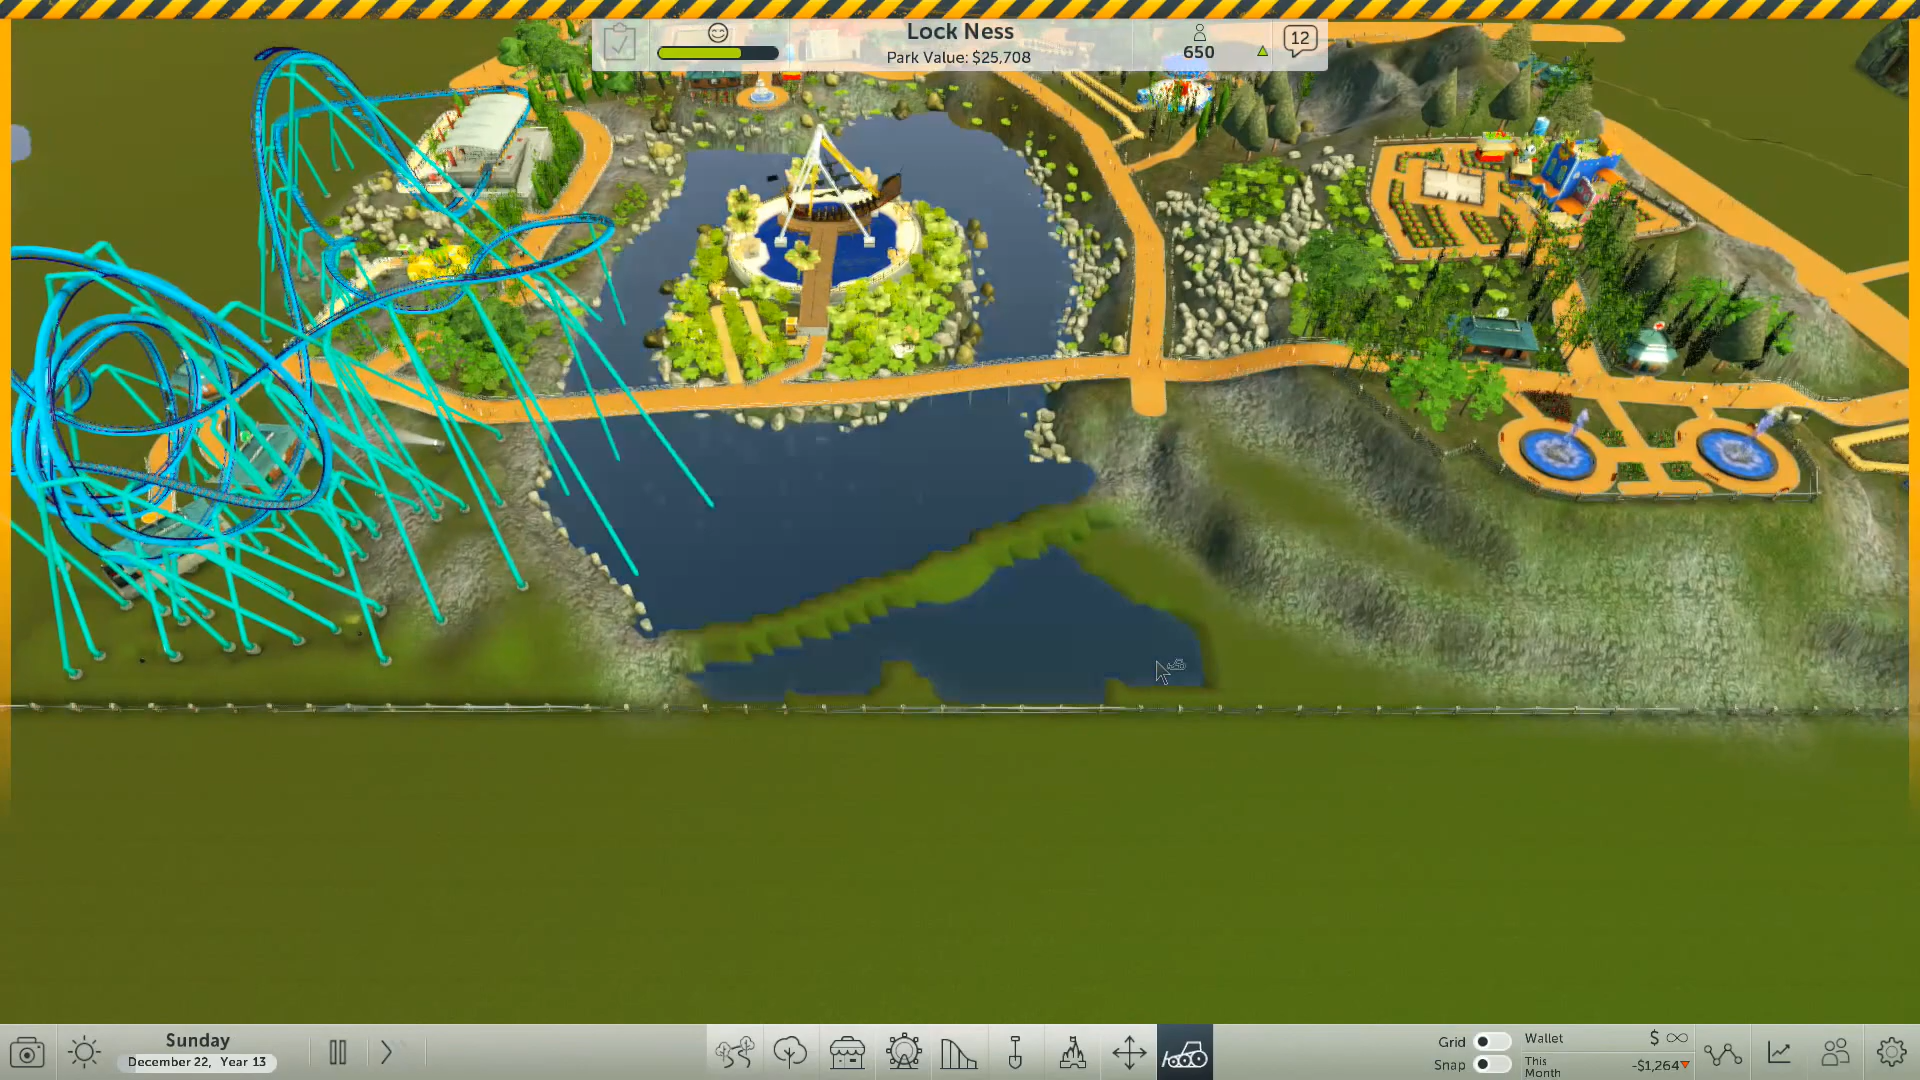 Lock Ness
Park Value: $25,708
650
12
Sunday
December 22, Year 13
Grid
Snap
Wallet
$ ∞
This
Month
-$1,264